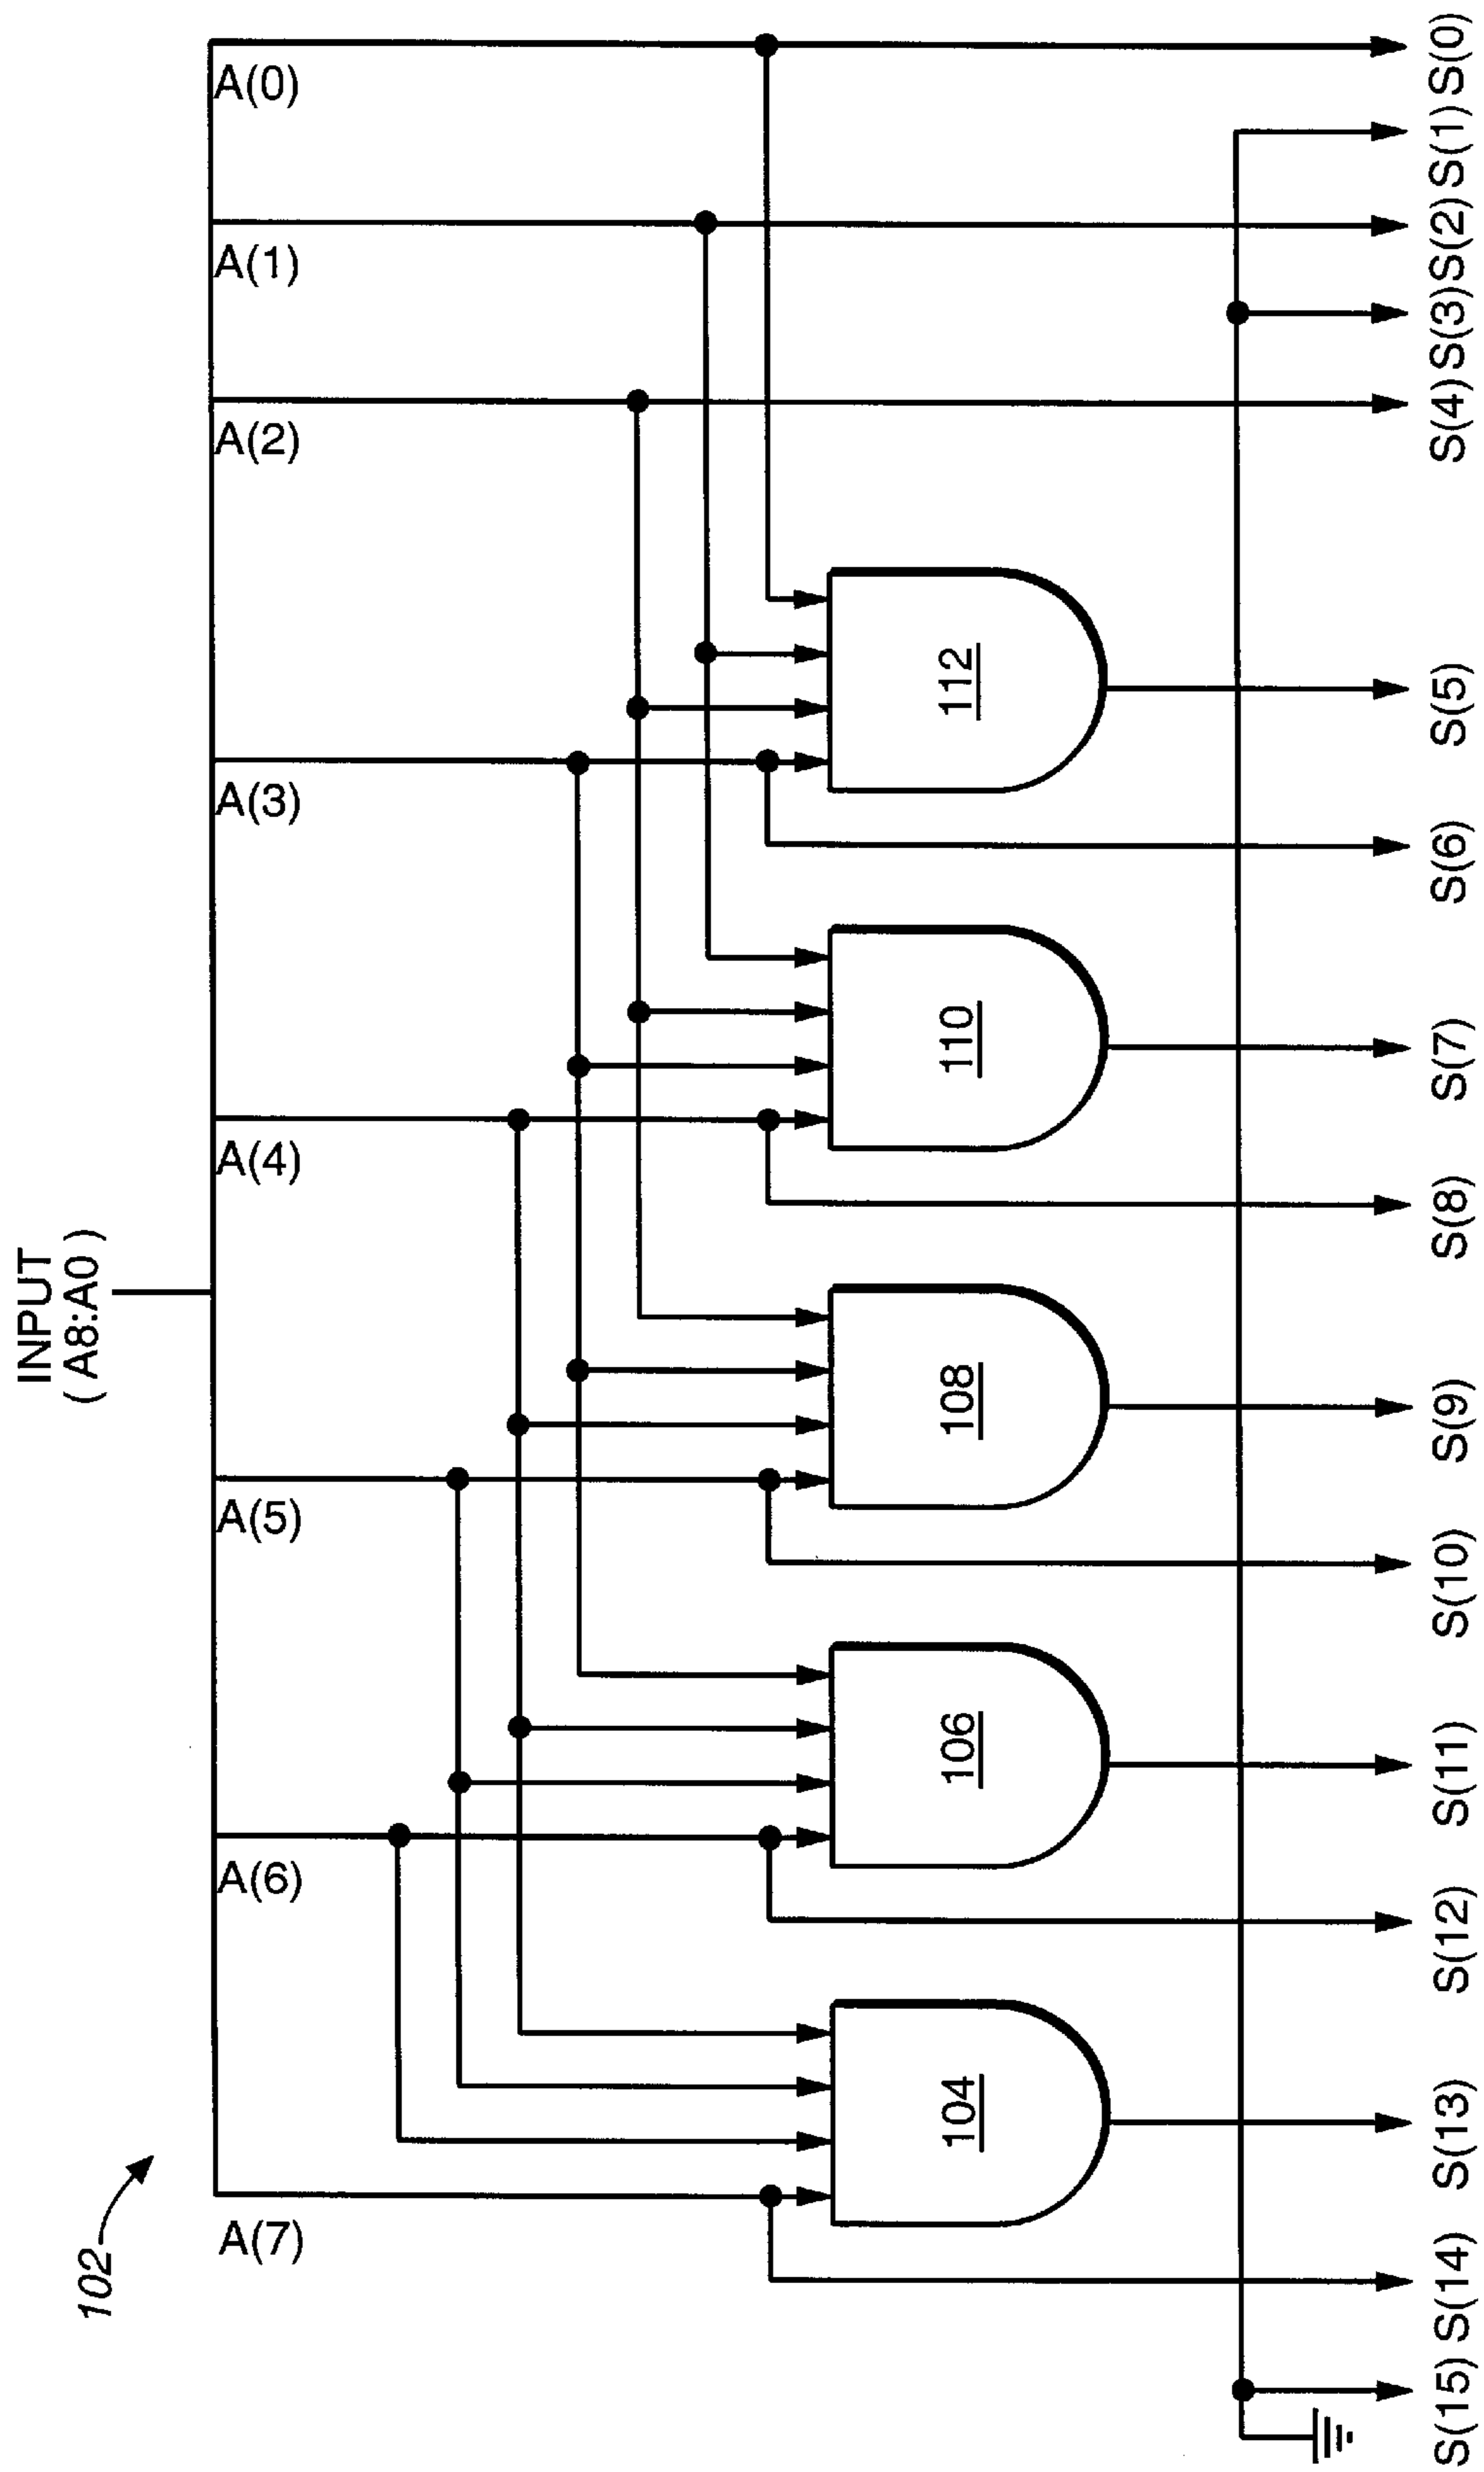 102
INPUT
( A8:A0 )
A(7)
A(6)
A(5)
A(4)
A(3)
A(2)
A(1)
A(0)
104
106
108
110
112
S(15)
S(14)
S(13)
S(12)
S(11)
S(10)
S(9)
S(8)
S(7)
S(6)
S(5)
S(4)
S(3)
S(2)
S(1)
S(0)